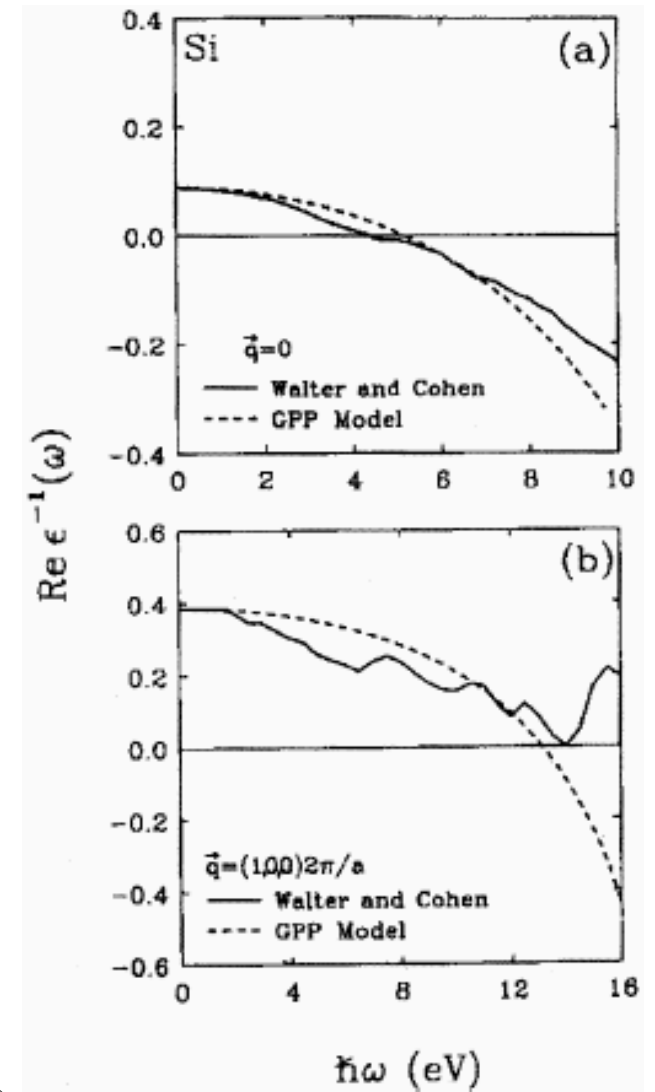 Si (a)
0.4
0.2
0.0
−0.2
−0.4
q⃗=0
Walter and Cohen
GPP Model
0 2 4 6 8 10
Re ϵ⁻¹(ω)
(b)
0.6
0.4
0.2
0.0
−0.2
−0.4
−0.6
q⃗=(1,0,0)2π/a
Walter and Cohen
GPP Model
0 4 8 12 16
ħω (eV)